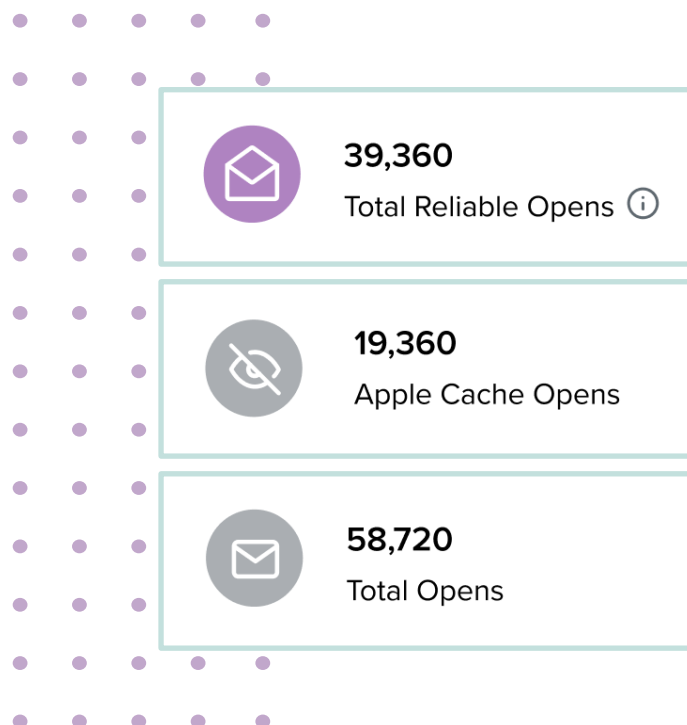 39,360
Total Reliable Opens
19,360
Apple Cache Opens
58,720
Total Opens